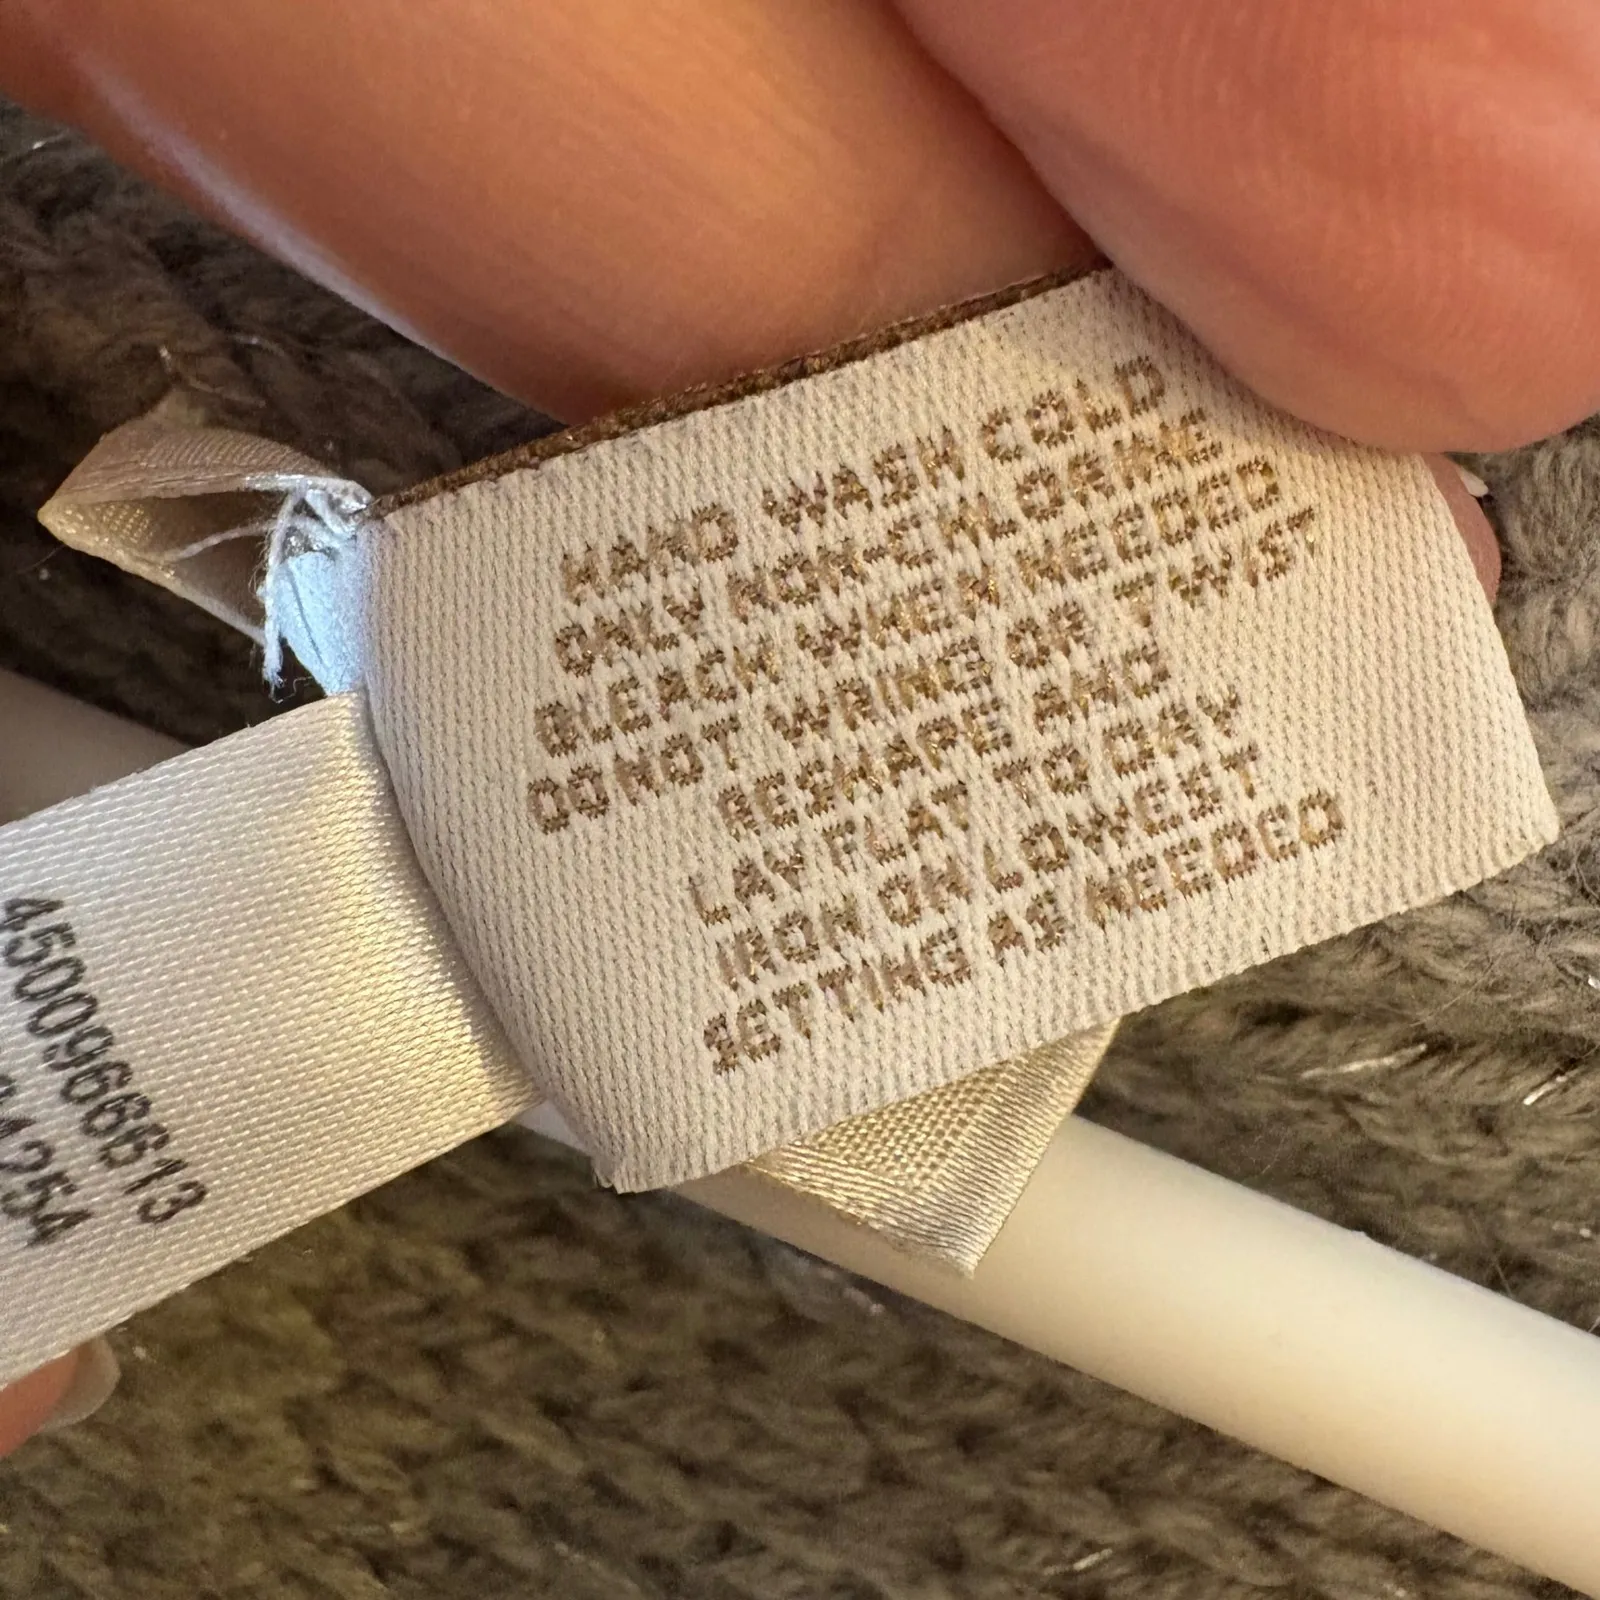 HAND WASH COLD
ONLY NON-CHLORINE
BLEACH WHEN NEEDED
DO NOT WRING OR TWIST
RESHAPE AND
LAY FLAT TO DRY
IRON ON LOWEST
SETTING AS NEEDED
4500966613